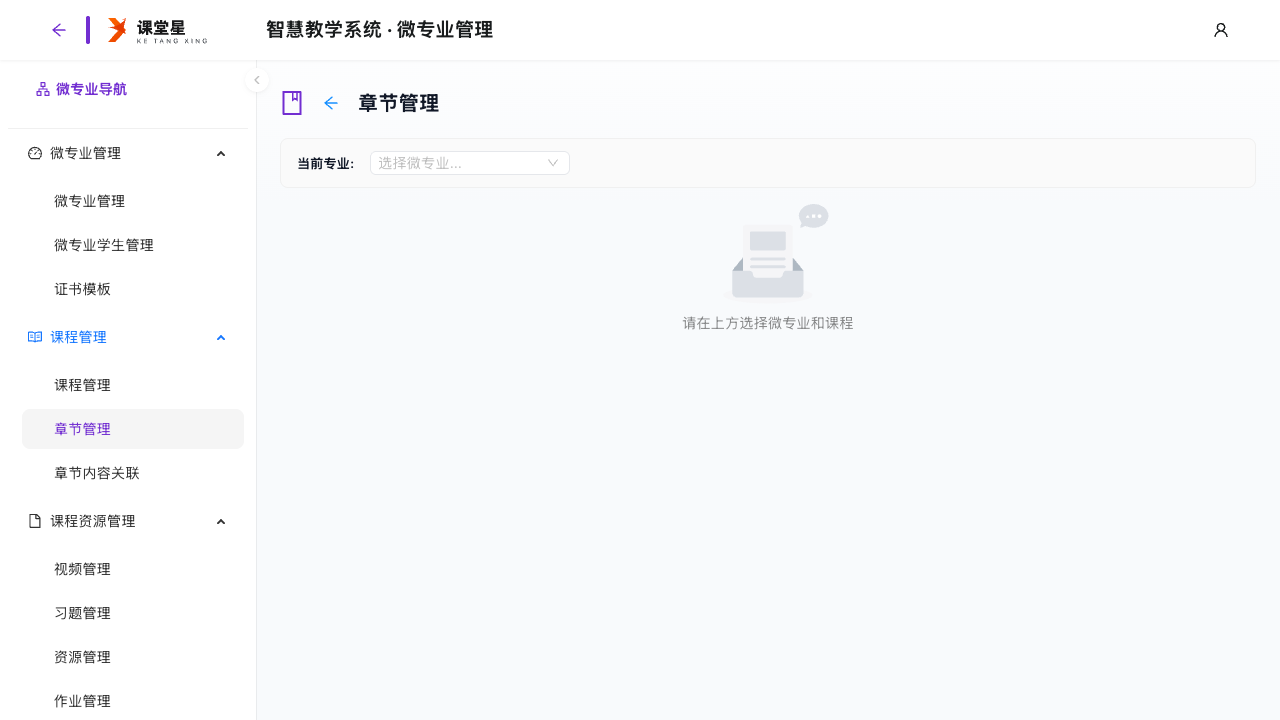 课堂星
KE TANG XING
智慧教学系统 · 微专业管理
微专业导航
微专业管理
微专业管理
微专业学生管理
证书模板
课程管理
课程管理
章节管理
章节内容关联
课程资源管理
视频管理
习题管理
资源管理
作业管理
章节管理
当前专业:
选择微专业...
请在上方选择微专业和课程